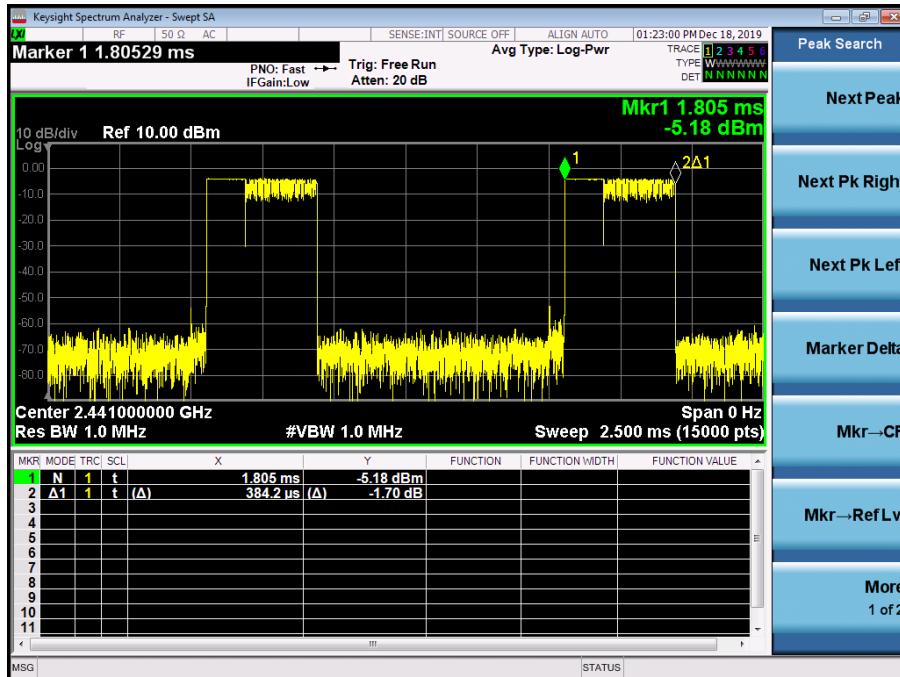 Keysight Spectrum Analyzer - Swept SA
LXI RF 50 Ω AC SENSE:INT SOURCE OFF ALIGN AUTO 01:23:00 PM Dec 18, 2019
Marker 1 1.80529 ms
PNO: Fast
IFGain:Low
Trig: Free Run
Atten: 20 dB
Avg Type: Log-Pwr
TRACE 1 2 3 4 5 6
TYPE WWWWWWW
DET N N N N N N
Mkr1 1.805 ms
-5.18 dBm
10 dB/div Ref 10.00 dBm
Log
0.00
-10.0
-20.0
-30.0
-40.0
-50.0
-60.0
-70.0
-80.0
1
2Δ1
Center 2.441000000 GHz Span 0 Hz
Res BW 1.0 MHz #VBW 1.0 MHz Sweep 2.500 ms (15000 pts)
MKR MODE TRC SCL X Y FUNCTION FUNCTION WIDTH FUNCTION VALUE
1 N 1 t 1.805 ms -5.18 dBm
2 Δ1 1 t (Δ) 384.2 µs (Δ) -1.70 dB
3
4
5
6
7
8
9
10
11
MSG STATUS
Peak Search
Next Peak
Next Pk Righ
Next Pk Lef
Marker Delta
Mkr→CF
Mkr→Ref Lv
More
1 of 2